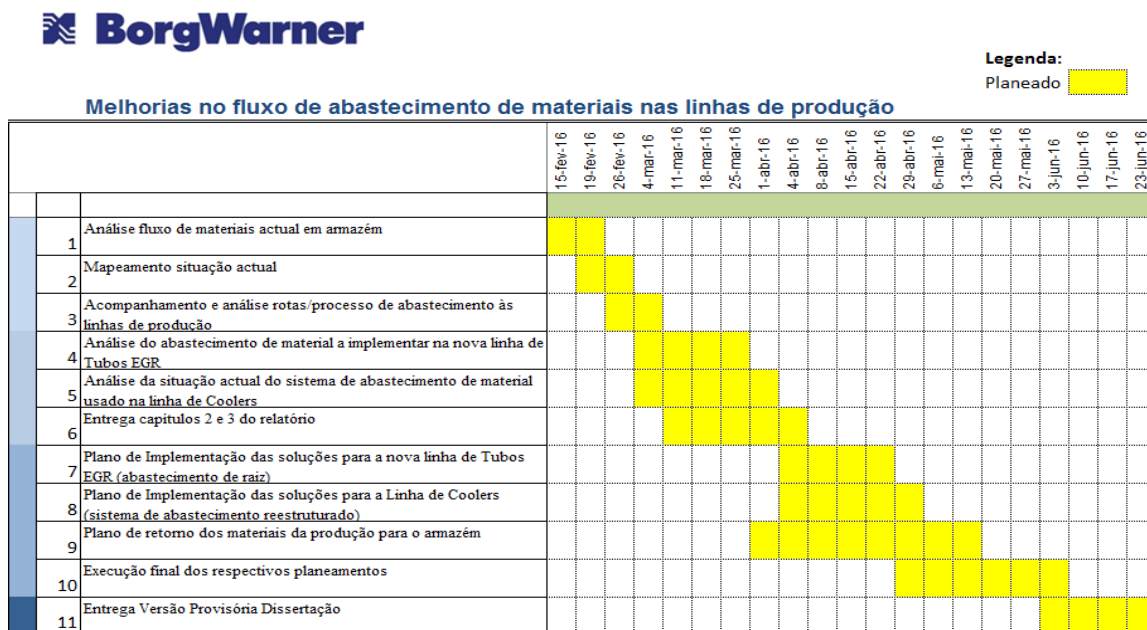 BorgWarner
Legenda:
Planeado
Melhorias no fluxo de abastecimento de materiais nas linhas de produção
15-fev-16
19-fev-16
26-fev-16
4-mar-16
11-mar-16
18-mar-16
25-mar-16
1-abr-16
4-abr-16
8-abr-16
15-abr-16
22-abr-16
29-abr-16
6-mai-16
13-mai-16
20-mai-16
27-mai-16
3-jun-16
10-jun-16
17-jun-16
23-jun-16
1 Análise fluxo de materiais actual em armazém
2 Mapeamento situação actual
3 Acompanhamento e análise rotas/processo de abastecimento às
linhas de produção
4 Análise do abastecimento de material a implementar na nova linha de
Tubos EGR
5 Análise da situação actual do sistema de abastecimento de material
usado na linha de Coolers
6 Entrega capitulos 2 e 3 do relatório
7 Plano de Implementação das soluções para a nova linha de Tubos
EGR (abastecimento de raiz)
8 Plano de Implementação das soluções para a Linha de Coolers
(sistema de abastecimento reestruturado)
9 Plano de retorno dos materiais da produção para o armazém
10 Execução final dos respectivos planeamentos
11 Entrega Versão Provisória Dissertação